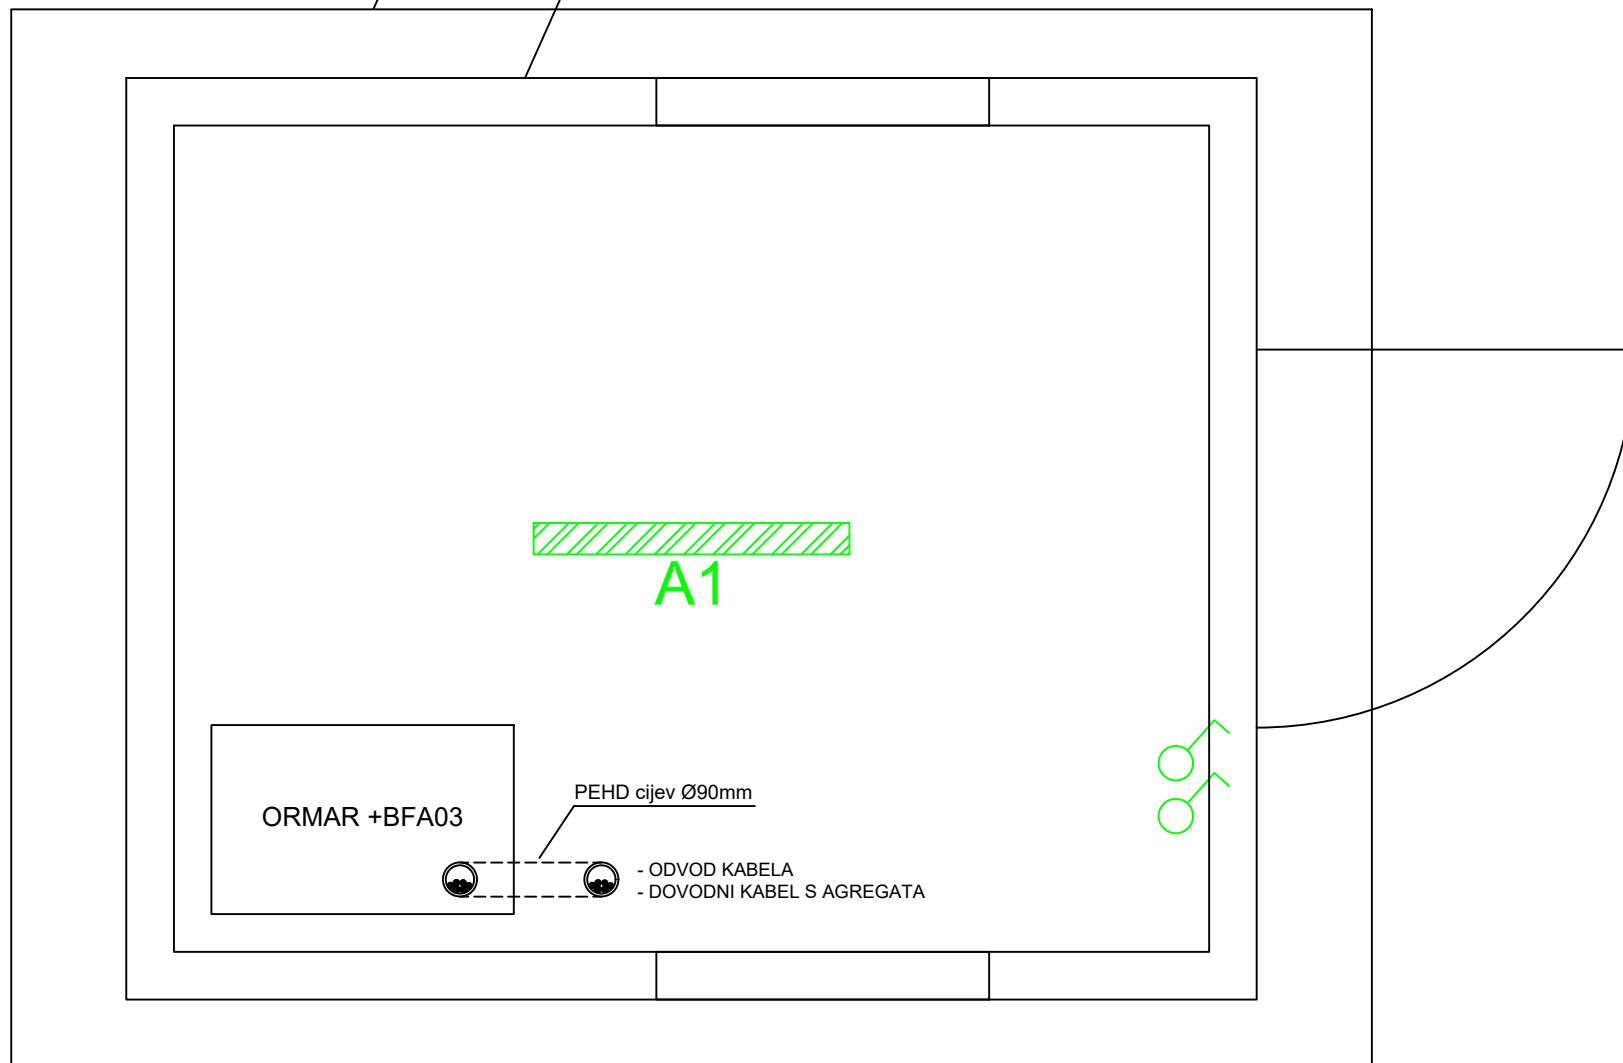 A1
PEHD cijev Ø90mm
ORMAR +BFA03
- ODVOD KABELA
- DOVODNI KABEL S AGREGATA